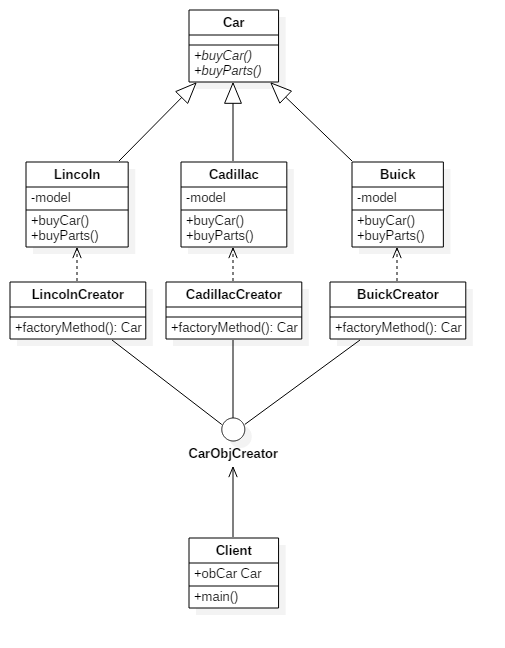 Car
+buyCar()
+buyParts()
Lincoln
-model
+buyCar()
+buyParts()
Cadillac
-model
+buyCar()
+buyParts()
Buick
-model
+buyCar()
+buyParts()
LincolnCreator
+factoryMethod(): Car
CadillacCreator
+factoryMethod(): Car
BuickCreator
+factoryMethod(): Car
CarObjCreator
Client
+obCar Car
+main()